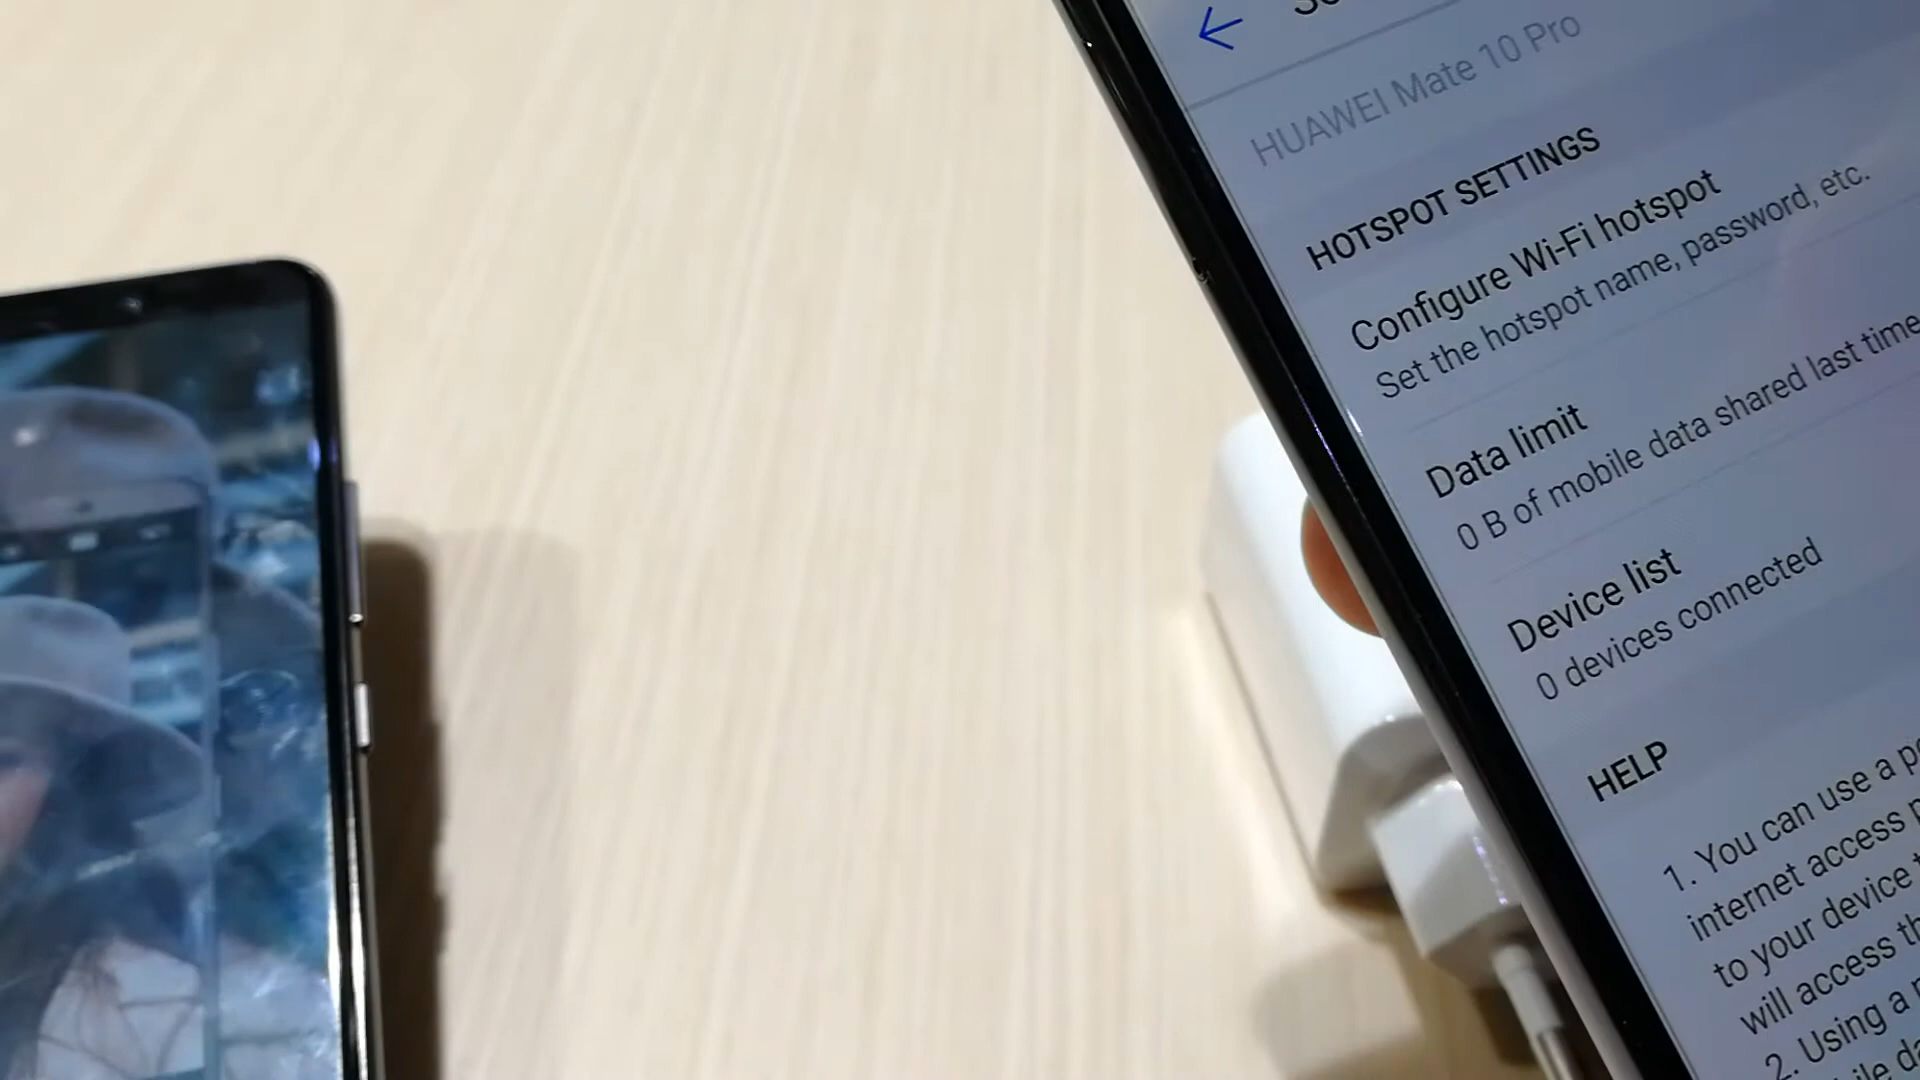 HUAWEI Mate 10 Pro
HOTSPOT SETTINGS
Configure Wi-Fi hotspot
Set the hotspot name, password, etc.
Data limit
0 B of mobile data shared last time
Device list
0 devices connected
HELP
1. You can use a
internet access
to your device
will access
2. Using a